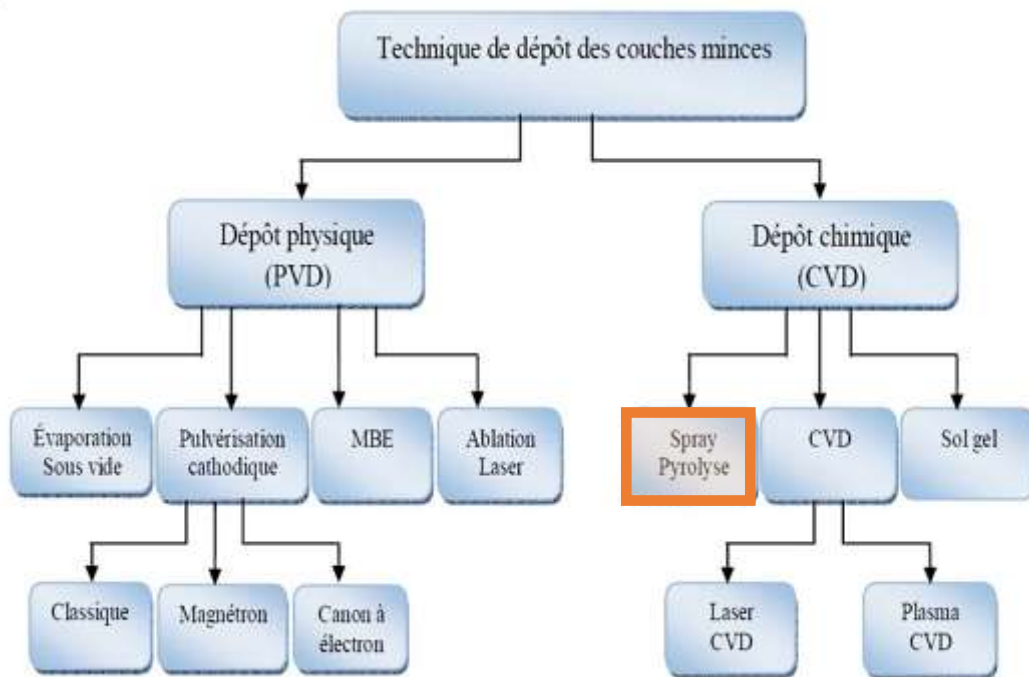 Technique de dépôt des couches minces
Dépôt physique
(PVD)
Dépôt chimique
(CVD)
Évaporation
Sous vide
Pulvérisation
cathodique
MBE
Ablation
Laser
Spray
Pyrolyse
CVD
Sol gel
Classique
Magnétron
Canon à
électron
Laser
CVD
Plasma
CVD